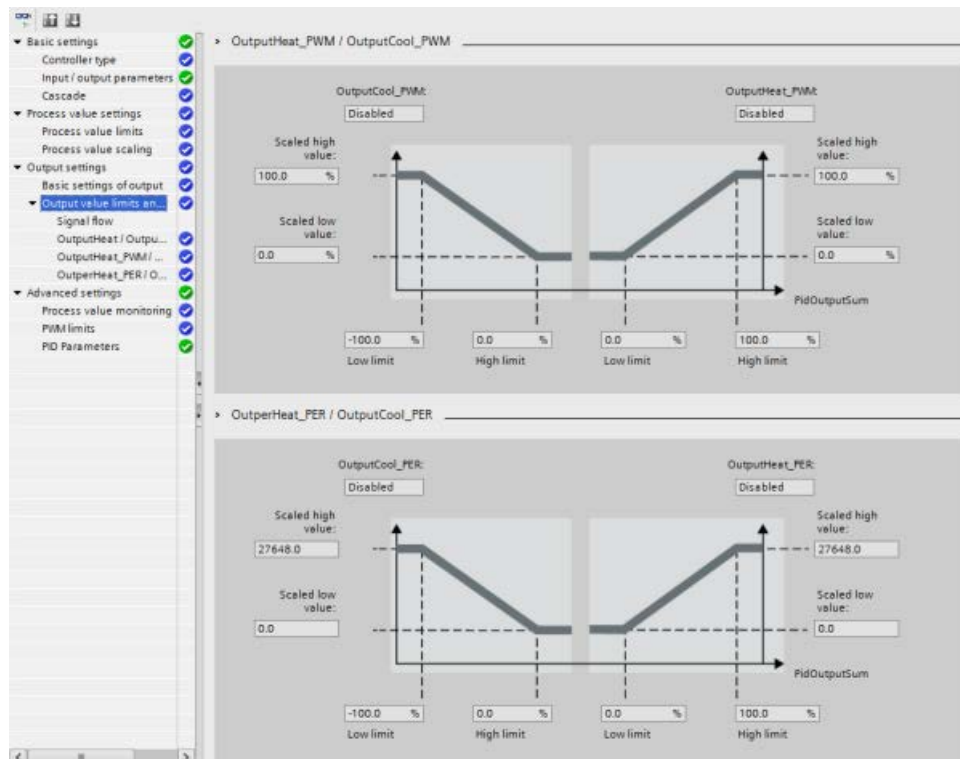 Basic settings
Controller type
Input / output parameters
Cascade
Process value settings
Process value limits
Process value scaling
Output settings
Basic settings of output
Output value limits an...
Signal flow
OutputHeat / Outpu...
OutputHeat_PWM / ...
OutperHeat_PER / O...
Advanced settings
Process value monitoring
PWM limits
PID Parameters
OutputHeat_PWM / OutputCool_PWM
OutputCool_PWM:
Disabled
OutputHeat_PWM:
Disabled
Scaled high
value:
100.0 %
Scaled low
value:
0.0 %
Scaled high
value:
100.0 %
Scaled low
value:
0.0 %
PidOutputSum
-100.0 % 0.0 % 0.0 % 100.0 %
Low limit High limit Low limit High limit
OutperHeat_PER / OutputCool_PER
OutputCool_PER:
Disabled
OutputHeat_PER:
Disabled
Scaled high
value:
27648.0
Scaled low
value:
0.0
Scaled high
value:
27648.0
Scaled low
value:
0.0
PidOutputSum
-100.0 % 0.0 % 0.0 % 100.0 %
Low limit High limit Low limit High limit